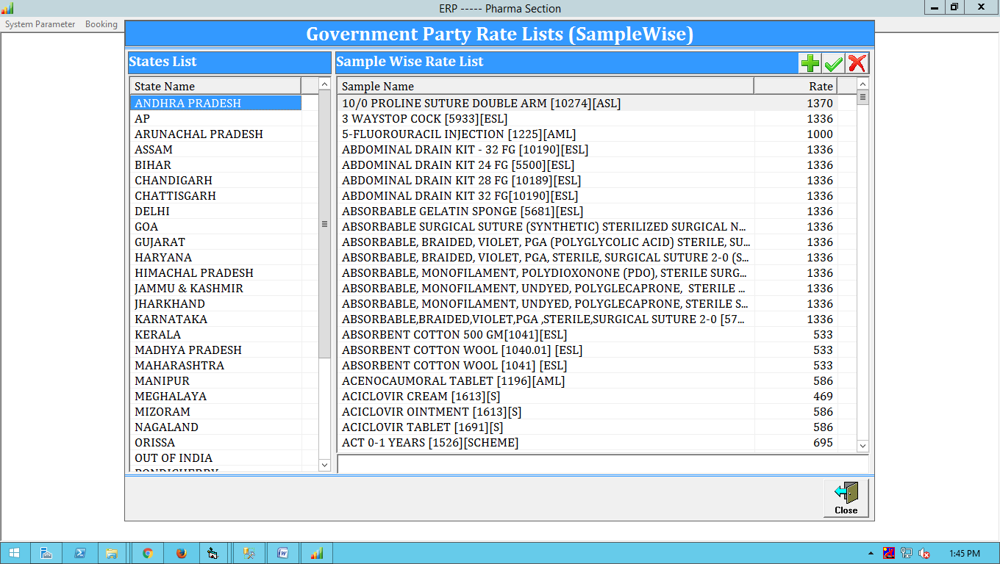 ERP ----- Pharma Section
System Parameter Booking
Government Party Rate Lists (SampleWise)
States List
State Name
ANDHRA PRADESH
AP
ARUNACHAL PRADESH
ASSAM
BIHAR
CHANDIGARH
CHATTISGARH
DELHI
GOA
GUJARAT
HARYANA
HIMACHAL PRADESH
JAMMU & KASHMIR
JHARKHAND
KARNATAKA
KERALA
MADHYA PRADESH
MAHARASHTRA
MANIPUR
MEGHALAYA
MIZORAM
NAGALAND
ORISSA
OUT OF INDIA
PONDICHERRY
Sample Wise Rate List
Sample Name Rate
10/0 PROLINE SUTURE DOUBLE ARM [10274][ASL] 1370
3 WAYSTOP COCK [5933][ESL] 1336
5-FLUOROURACIL INJECTION [1225][AML] 1000
ABDOMINAL DRAIN KIT - 32 FG [10190][ESL] 1336
ABDOMINAL DRAIN KIT 24 FG [5500][ESL] 1336
ABDOMINAL DRAIN KIT 28 FG [10189][ESL] 1336
ABDOMINAL DRAIN KIT 32 FG[10190][ESL] 1336
ABSORBABLE GELATIN SPONGE [5681][ESL] 1336
ABSORBABLE SURGICAL SUTURE (SYNTHETIC) STERILIZED SURGICAL N... 1336
ABSORBABLE, BRAIDED, VIOLET, PGA (POLYGLYCOLIC ACID) STERILE, SU... 1336
ABSORBABLE, BRAIDED, VIOLET, PGA, STERILE, SURGICAL SUTURE 2-0 (S... 1336
ABSORBABLE, MONOFILAMENT, POLYDIOXONONE (PDO), STERILE SURG... 1336
ABSORBABLE, MONOFILAMENT, UNDYED, POLYGLECAPRONE,  STERILE ... 1336
ABSORBABLE, MONOFILAMENT, UNDYED, POLYGLECAPRONE, STERILE S... 1336
ABSORBABLE,BRAIDED,VIOLET,PGA ,STERILE,SURGICAL SUTURE 2-0 [57... 1336
ABSORBENT COTTON 500 GM[1041][ESL] 533
ABSORBENT COTTON WOOL [1040.01] [ESL] 533
ABSORBENT COTTON WOOL [1041] [ESL] 533
ACENOCAUMORAL TABLET [1196][AML] 586
ACICLOVIR CREAM [1613][S] 469
ACICLOVIR OINTMENT [1613][S] 586
ACICLOVIR TABLET [1691][S] 586
ACT 0-1 YEARS [1526][SCHEME] 695
Close
1:45 PM